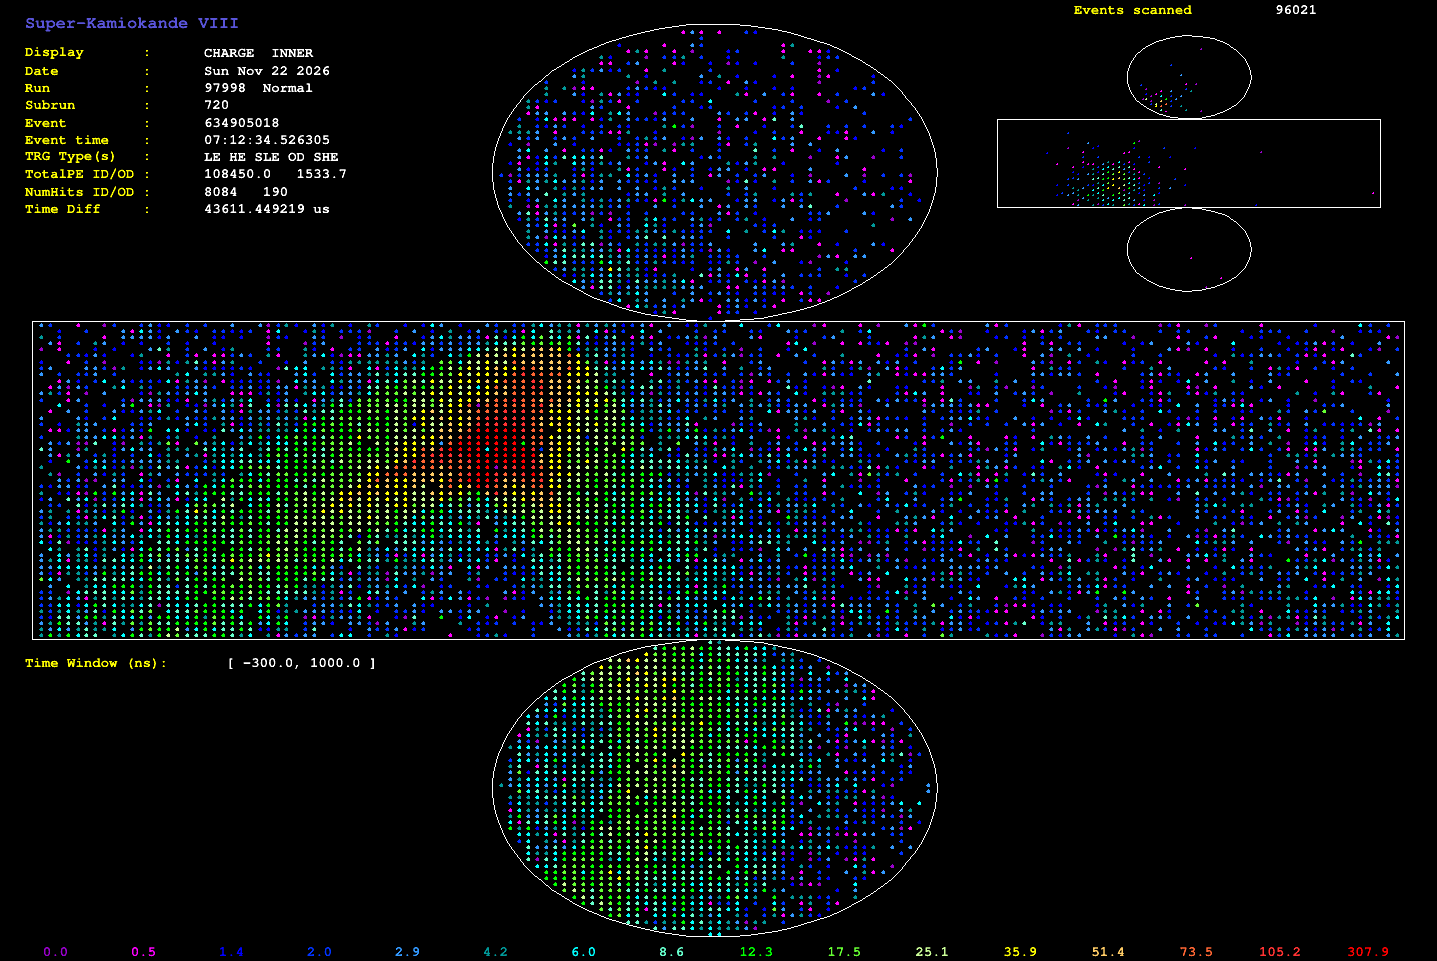 Super-Kamiokande VIII
Display : CHARGE INNER
Date : Sun Nov 22 2026
Run : 97998 Normal
Subrun : 720
Event : 634905018
Event time : 07:12:34.526305
TRG Type(s) : LE HE SLE OD SHE
TotalPE ID/OD : 108450.0 1533.7
NumHits ID/OD : 8084 190
Time Diff : 43611.449219 us
Events scanned 96021
Time Window (ns): [ -300.0, 1000.0 ]
0.0 0.5 1.4 2.0 2.9 4.2 6.0 8.6 12.3 17.5 25.1 35.9 51.4 73.5 105.2 307.9